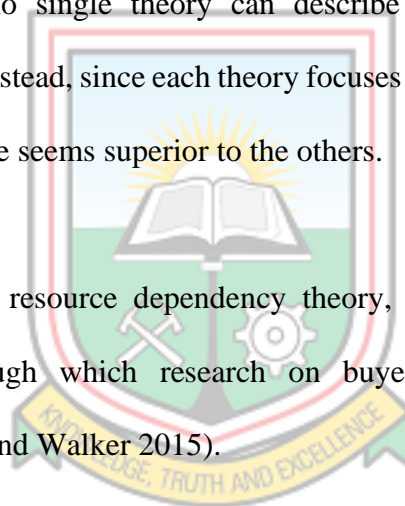 o single theory can describe
stead, since each theory focuses
e seems superior to the others.
resource dependency theory,
ugh which research on buye
nd Walker 2015).
KNOWLEDGE, TRUTH AND EXCELLENCE